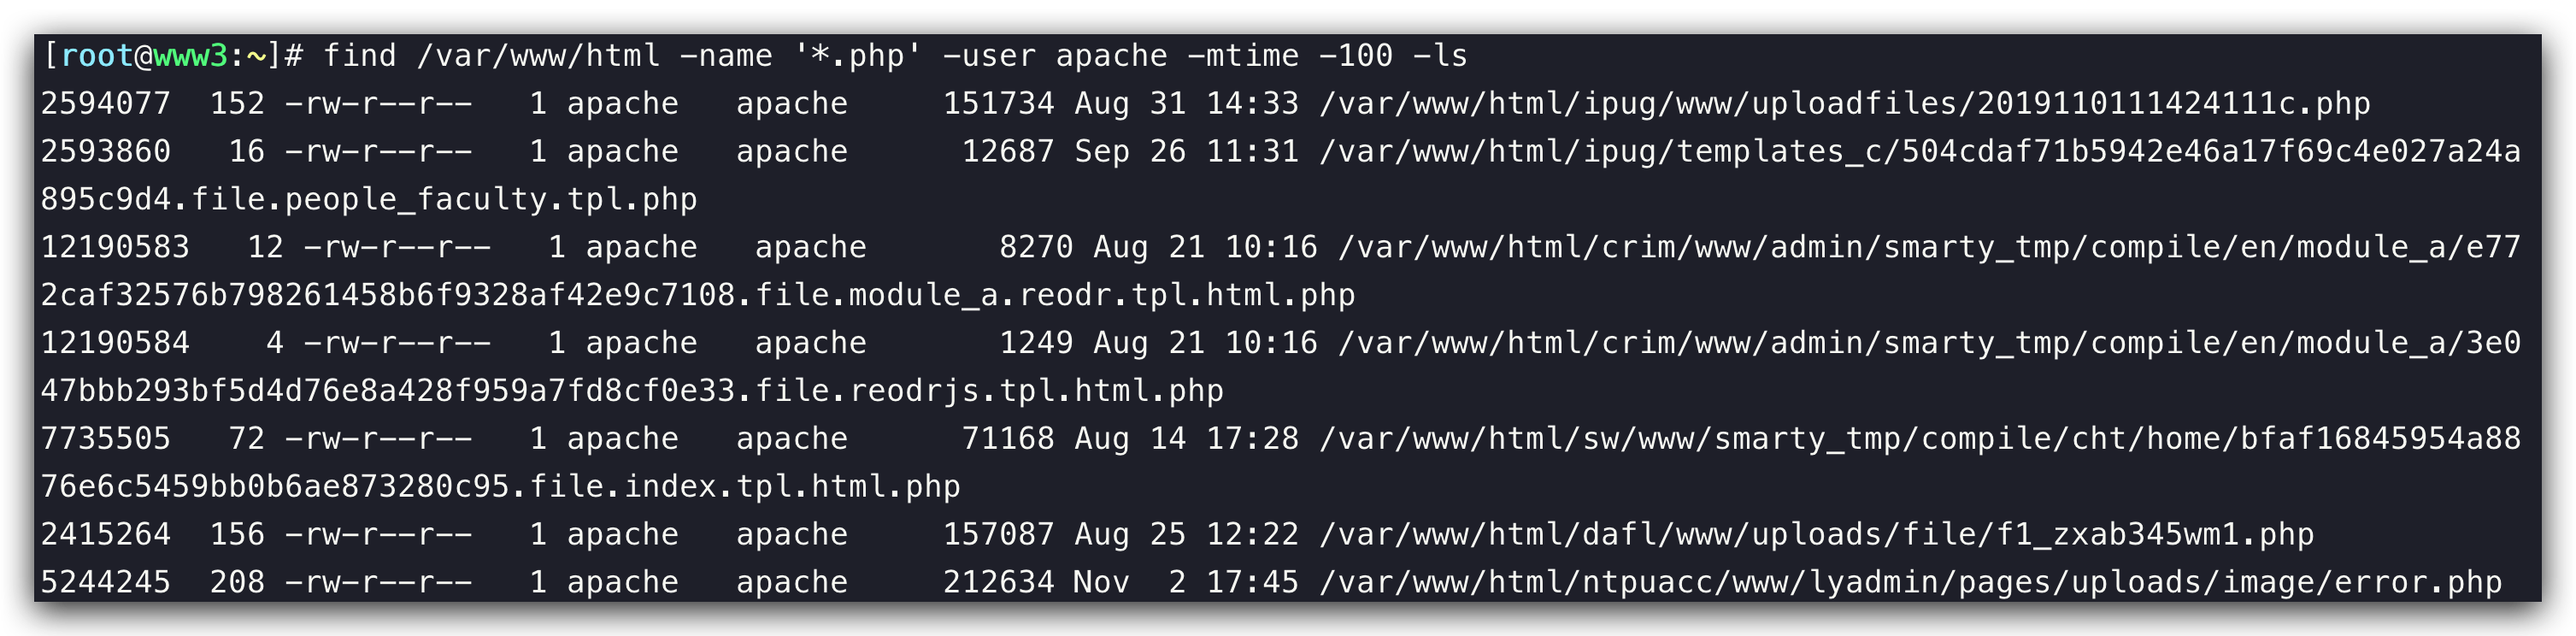 [root@www3:~]# find /var/www/html -name '*.php' -user apache -mtime -100 -ls
2594077  152 -rw-r--r--   1 apache   apache     151734 Aug 31 14:33 /var/www/html/ipug/www/uploadfiles/2019110111424111c.php
2593860   16 -rw-r--r--   1 apache   apache      12687 Sep 26 11:31 /var/www/html/ipug/templates_c/504cdaf71b5942e46a17f69c4e027a24a
895c9d4.file.people_faculty.tpl.php
12190583   12 -rw-r--r--   1 apache   apache       8270 Aug 21 10:16 /var/www/html/crim/www/admin/smarty_tmp/compile/en/module_a/e77
2caf32576b798261458b6f9328af42e9c7108.file.module_a.reodr.tpl.html.php
12190584    4 -rw-r--r--   1 apache   apache       1249 Aug 21 10:16 /var/www/html/crim/www/admin/smarty_tmp/compile/en/module_a/3e0
47bbb293bf5d4d76e8a428f959a7fd8cf0e33.file.reodrjs.tpl.html.php
7735505   72 -rw-r--r--   1 apache   apache      71168 Aug 14 17:28 /var/www/html/sw/www/smarty_tmp/compile/cht/home/bfaf16845954a88
76e6c5459bb0b6ae873280c95.file.index.tpl.html.php
2415264  156 -rw-r--r--   1 apache   apache     157087 Aug 25 12:22 /var/www/html/dafl/www/uploads/file/f1_zxab345wm1.php
5244245  208 -rw-r--r--   1 apache   apache     212634 Nov  2 17:45 /var/www/html/ntpuacc/www/lyadmin/pages/uploads/image/error.php